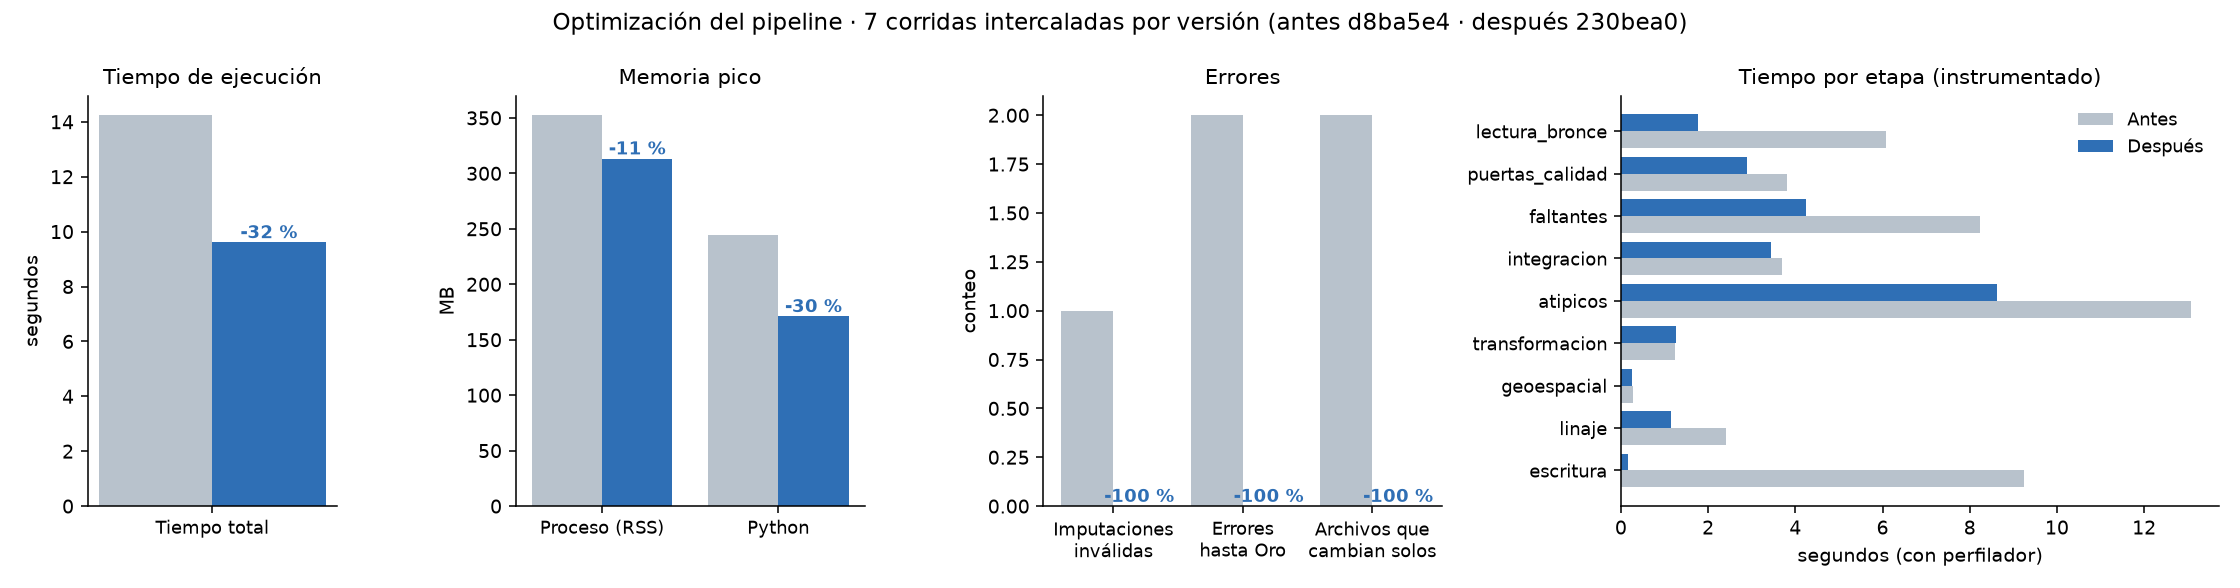 Optimización del pipeline · 7 corridas intercaladas por versión (antes d8ba5e4 · después 230bea0)
Tiempo de ejecución
segundos
14
12
10
8
6
4
2
0
-32 %
Tiempo total
Memoria pico
MB
350
300
250
200
150
100
50
0
-11 %
-30 %
Proceso (RSS)
Python
Errores
conteo
2.00
1.75
1.50
1.25
1.00
0.75
0.50
0.25
0.00
-100 %
-100 %
-100 %
Imputaciones
inválidas
Errores
hasta Oro
Archivos que
cambian solos
Tiempo por etapa (instrumentado)
Antes
Después
lectura_bronce
puertas_calidad
faltantes
integracion
atipicos
transformacion
geoespacial
linaje
escritura
0
2
4
6
8
10
12
segundos (con perfilador)